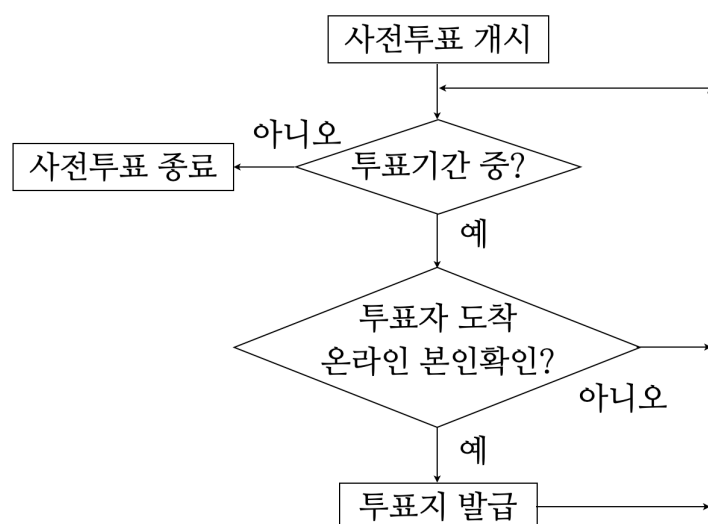 사전투표 개시
아니오
사전투표 종료
투표기간 중?
예
투표자 도착
온라인 본인확인?
아니오
예
투표지 발급